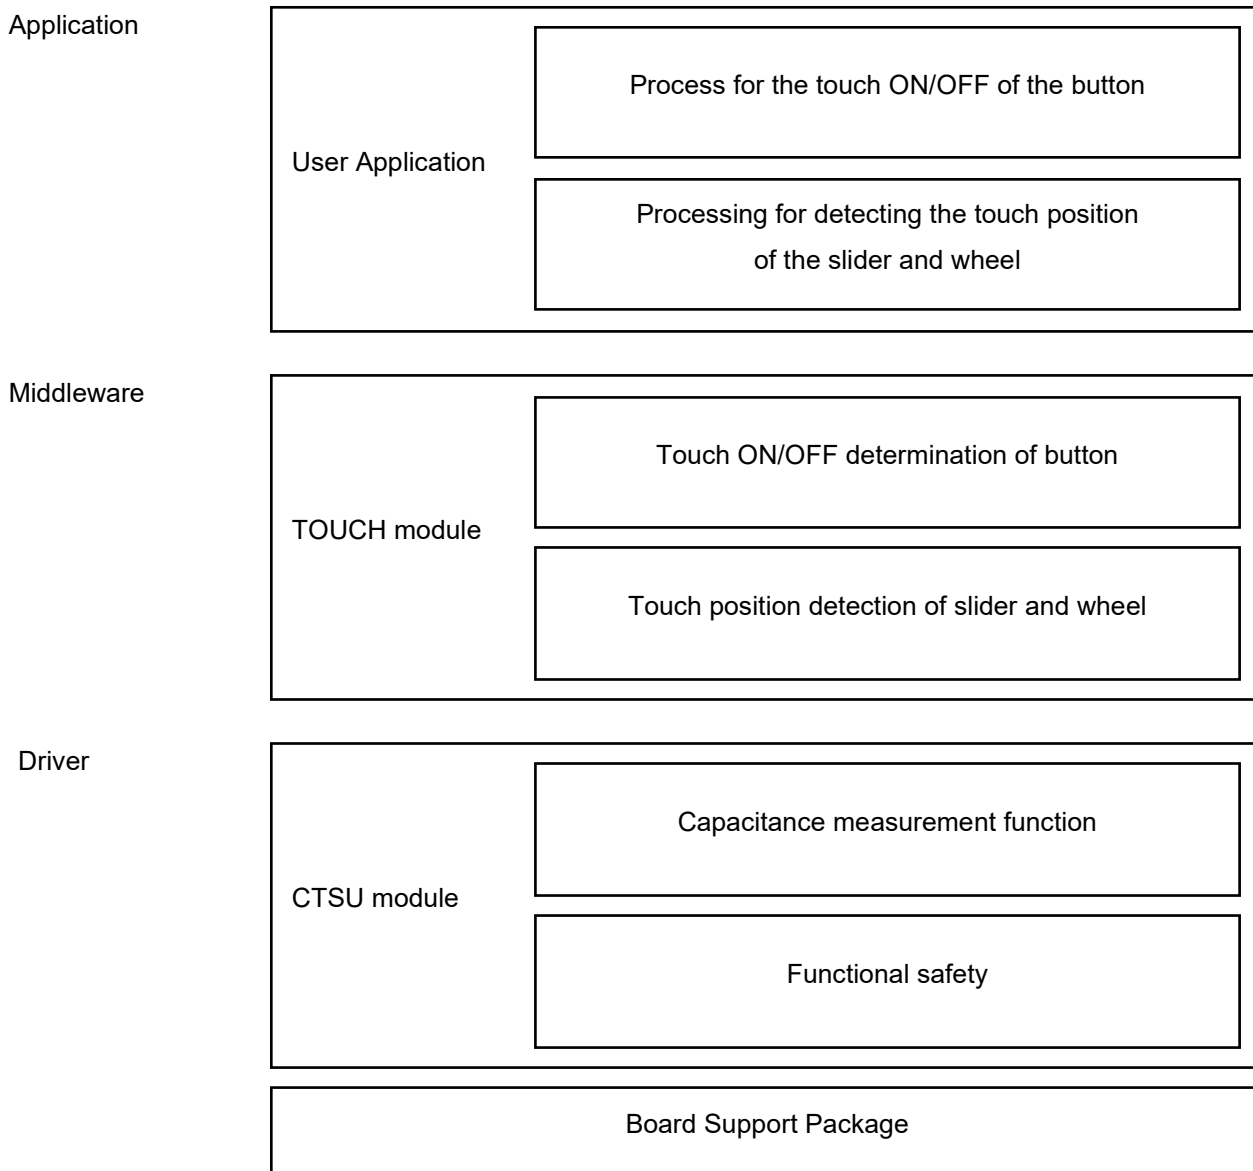 Application
User Application
Process for the touch ON/OFF of the button
Processing for detecting the touch position
of the slider and wheel
Middleware
TOUCH module
Touch ON/OFF determination of button
Touch position detection of slider and wheel
Driver
CTSU module
Capacitance measurement function
Functional safety
Board Support Package